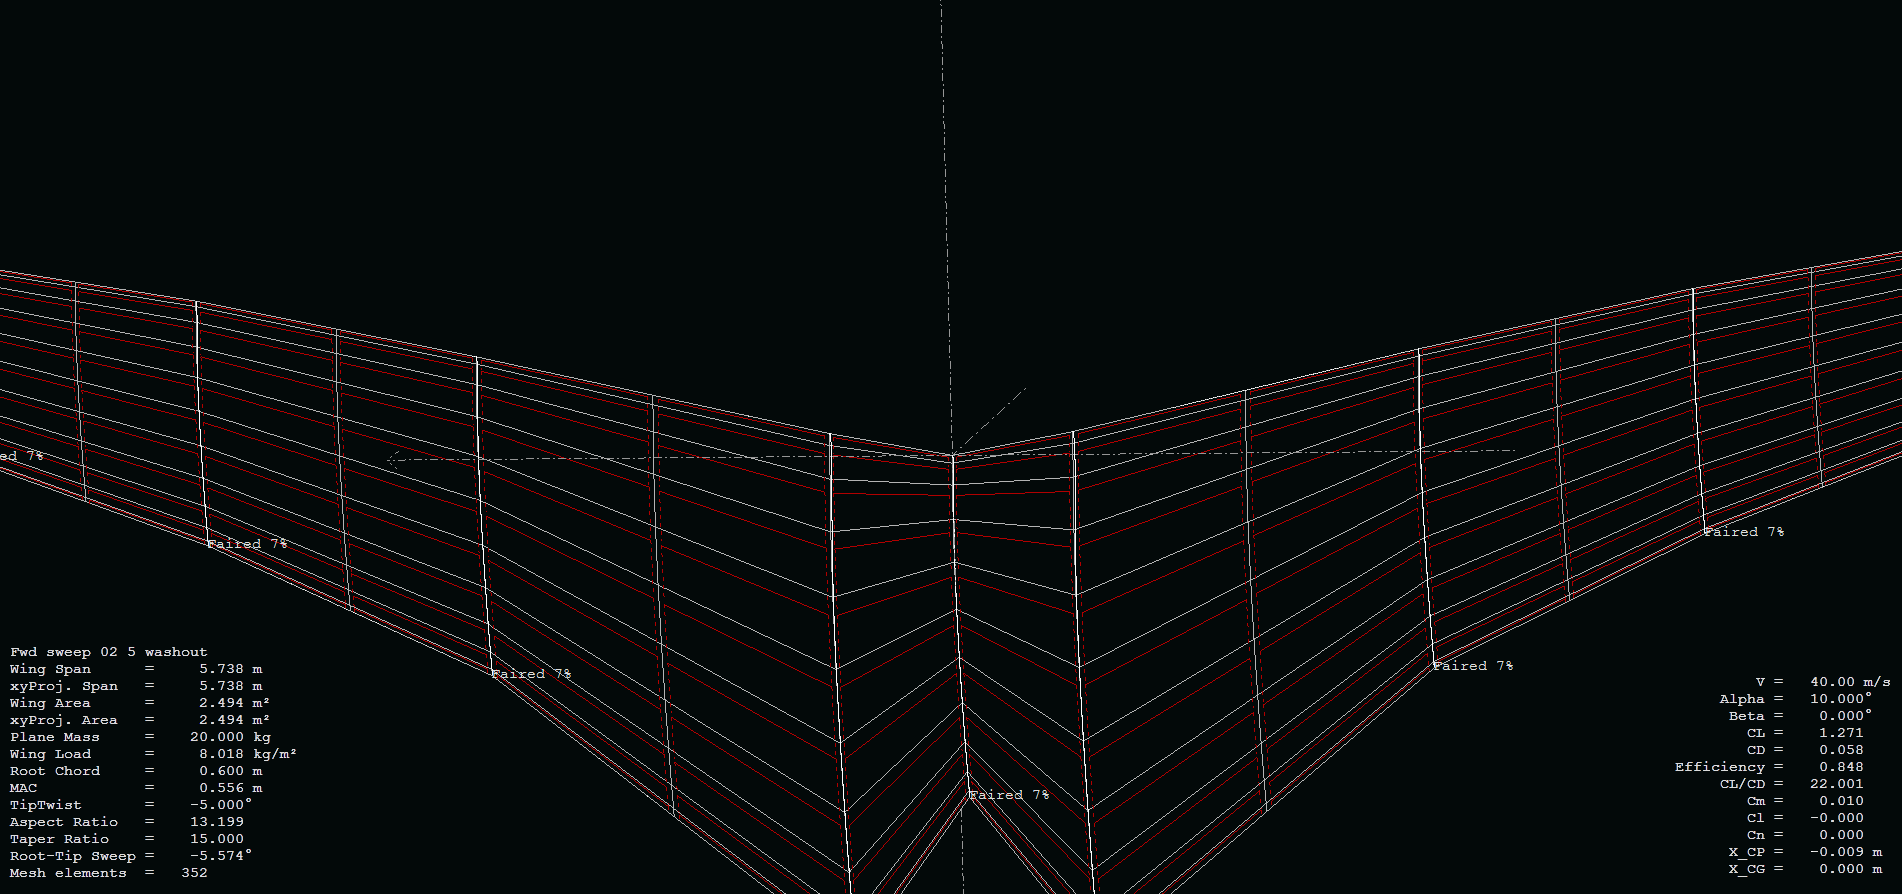 ed 7%
Faired 7%
Faired 7%
Faired 7%
Faired 7%
Faired 7%
Fwd sweep 02 5 washout
Wing Span = 5.738 m
xyProj. Span = 5.738 m
Wing Area = 2.494 m²
xyProj. Area = 2.494 m²
Plane Mass = 20.000 kg
Wing Load = 8.018 kg/m²
Root Chord = 0.600 m
MAC = 0.556 m
TipTwist = -5.000°
Aspect Ratio = 13.199
Taper Ratio = 15.000
Root-Tip Sweep = -5.574°
Mesh elements = 352
V = 40.00 m/s
Alpha = 10.000°
Beta = 0.000°
CL = 1.271
CD = 0.058
Efficiency = 0.848
CL/CD = 22.001
Cm = 0.010
Cl = -0.000
Cn = 0.000
X_CP = -0.009 m
X_CG = 0.000 m